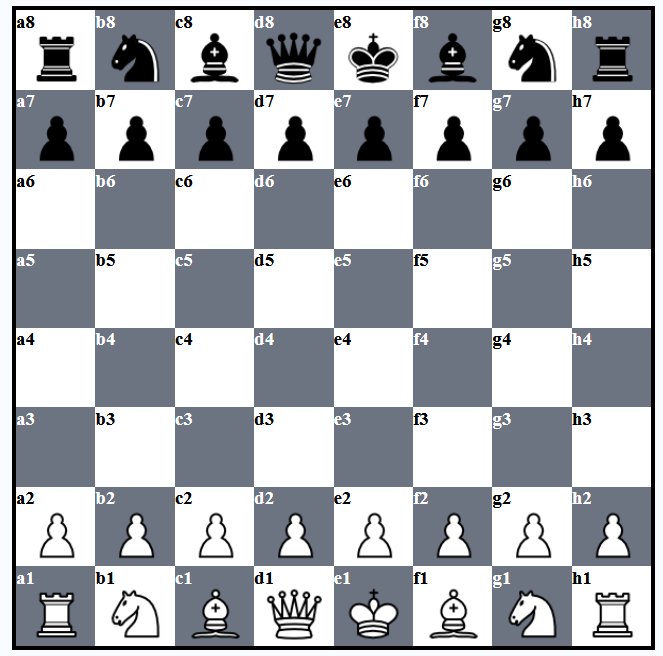 a8 b8 c8 d8 e8 f8 g8 h8
a7 b7 c7 d7 e7 f7 g7 h7
a6 b6 c6 d6 e6 f6 g6 h6
a5 b5 c5 d5 e5 f5 g5 h5
a4 b4 c4 d4 e4 f4 g4 h4
a3 b3 c3 d3 e3 f3 g3 h3
a2 b2 c2 d2 e2 f2 g2 h2
a1 b1 c1 d1 e1 f1 g1 h1